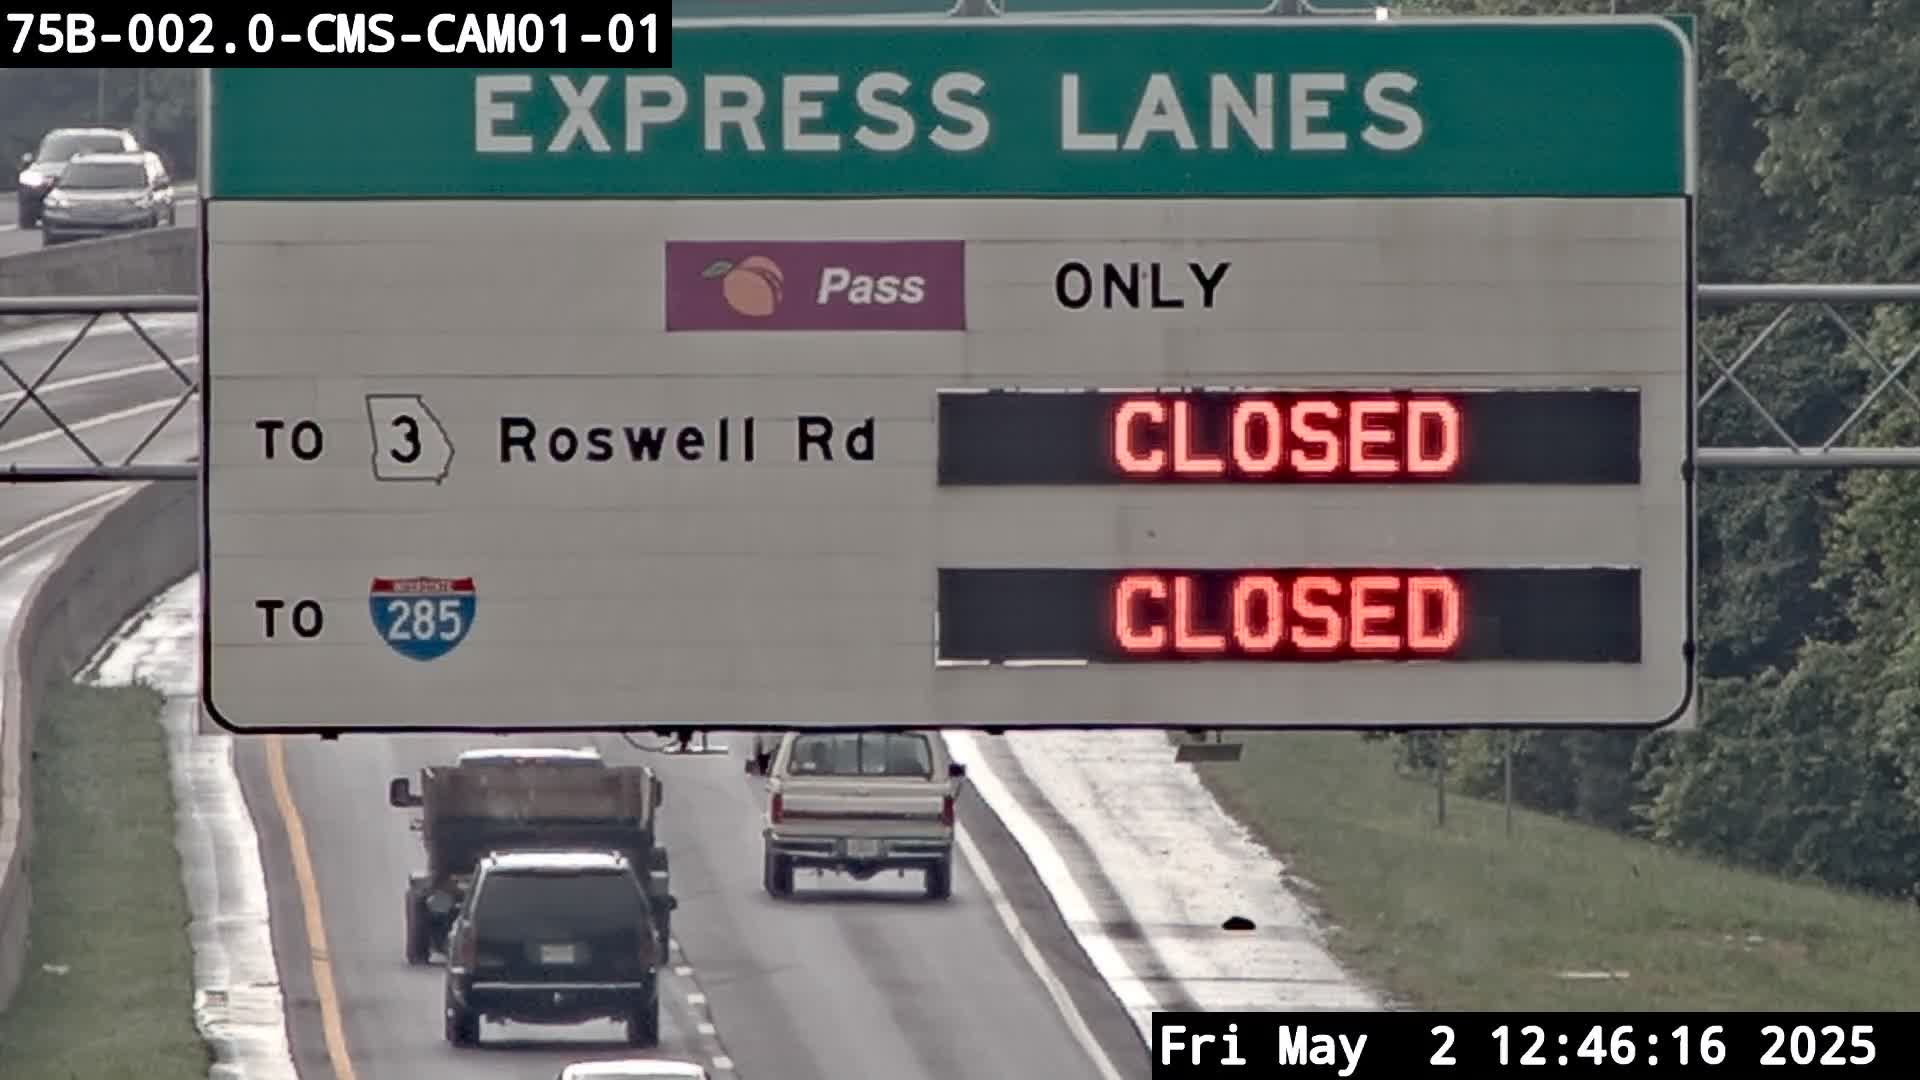 75B-002.0-CMS-CAM01-01
EXPRESS LANES
Pass ONLY
TO 3 Roswell Rd CLOSED
TO INTERSTATE 285 CLOSED
Fri May 2 12:46:16 2025